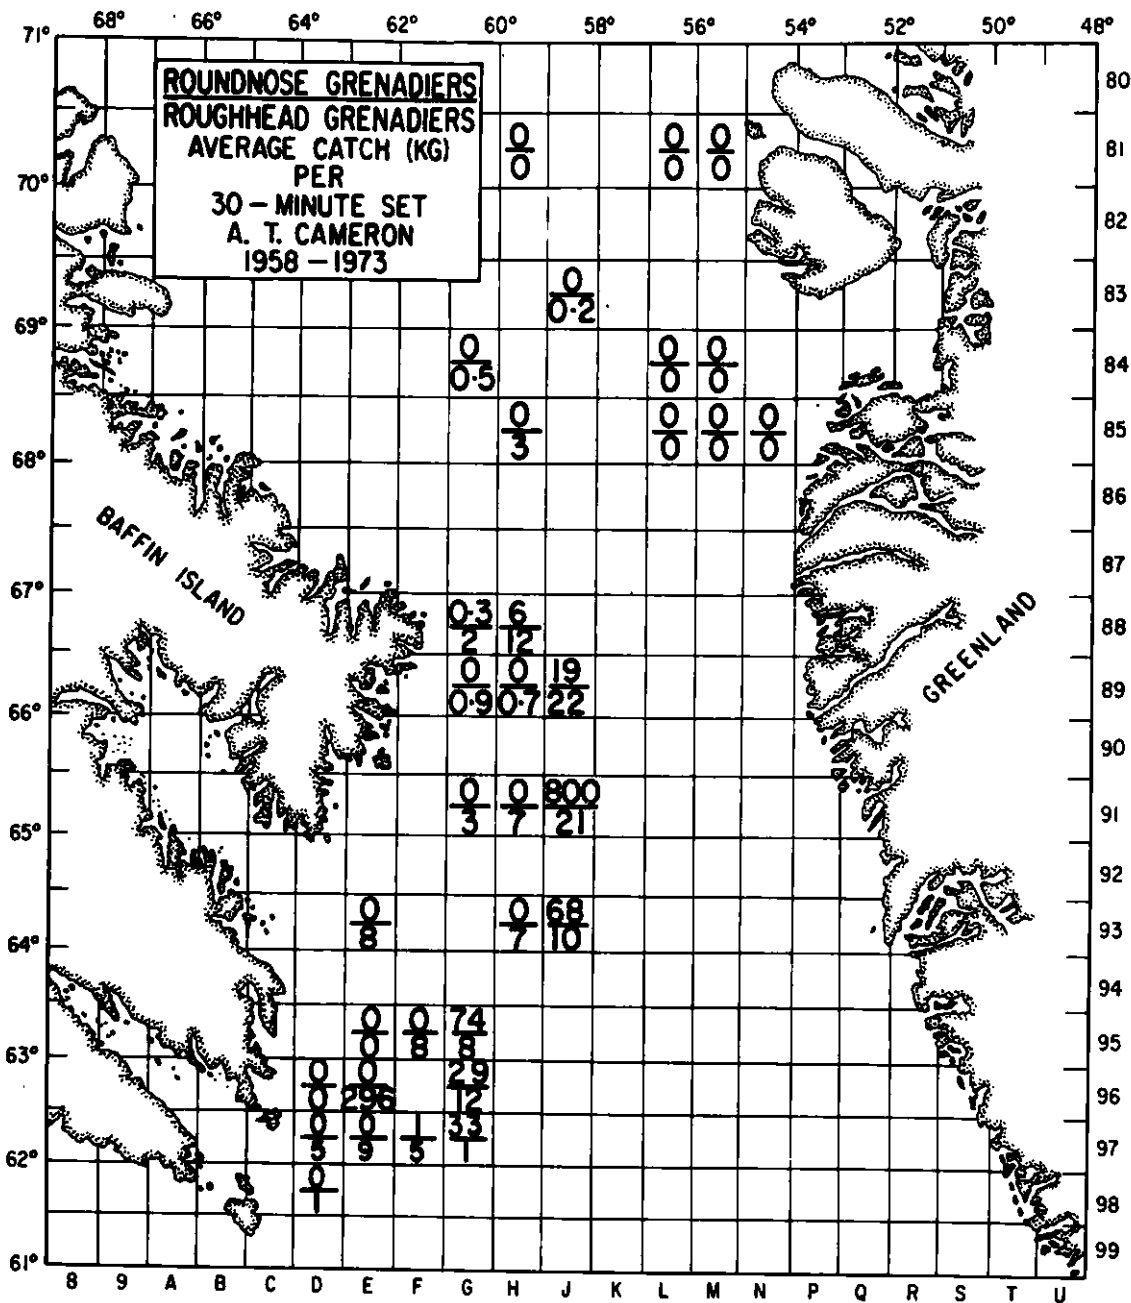 68° 66° 64° 62° 60° 58° 56° 54° 52° 50° 48°
71°
ROUNDNOSE GRENADIERS
ROUGHHEAD GRENADIERS
AVERAGE CATCH (KG)
PER
30 - MINUTE SET
A. T. CAMERON
1958 - 1973
80
0 0 0
0 0 0
81
70°
82
0
0.2
83
69°
0 0 0
0.5 0 0
84
0 0 0 0
3 0 0 0
85
68°
86
BAFFIN ISLAND
87
67°
GREENLAND
0.3 6
2 12
88
0 0 19
0.9 0.7 22
89
66°
90
0 0 800
3 7 21
91
65°
92
0 0 68
8 7 10
93
64°
94
0 0 74
0 8 8
95
63°
0 0 29
0 296 12
96
0 0 1 33
5 9 5 1
97
62°
0
1
98
99
61°
8 9 A B C D E F G H J K L M N P Q R S T U